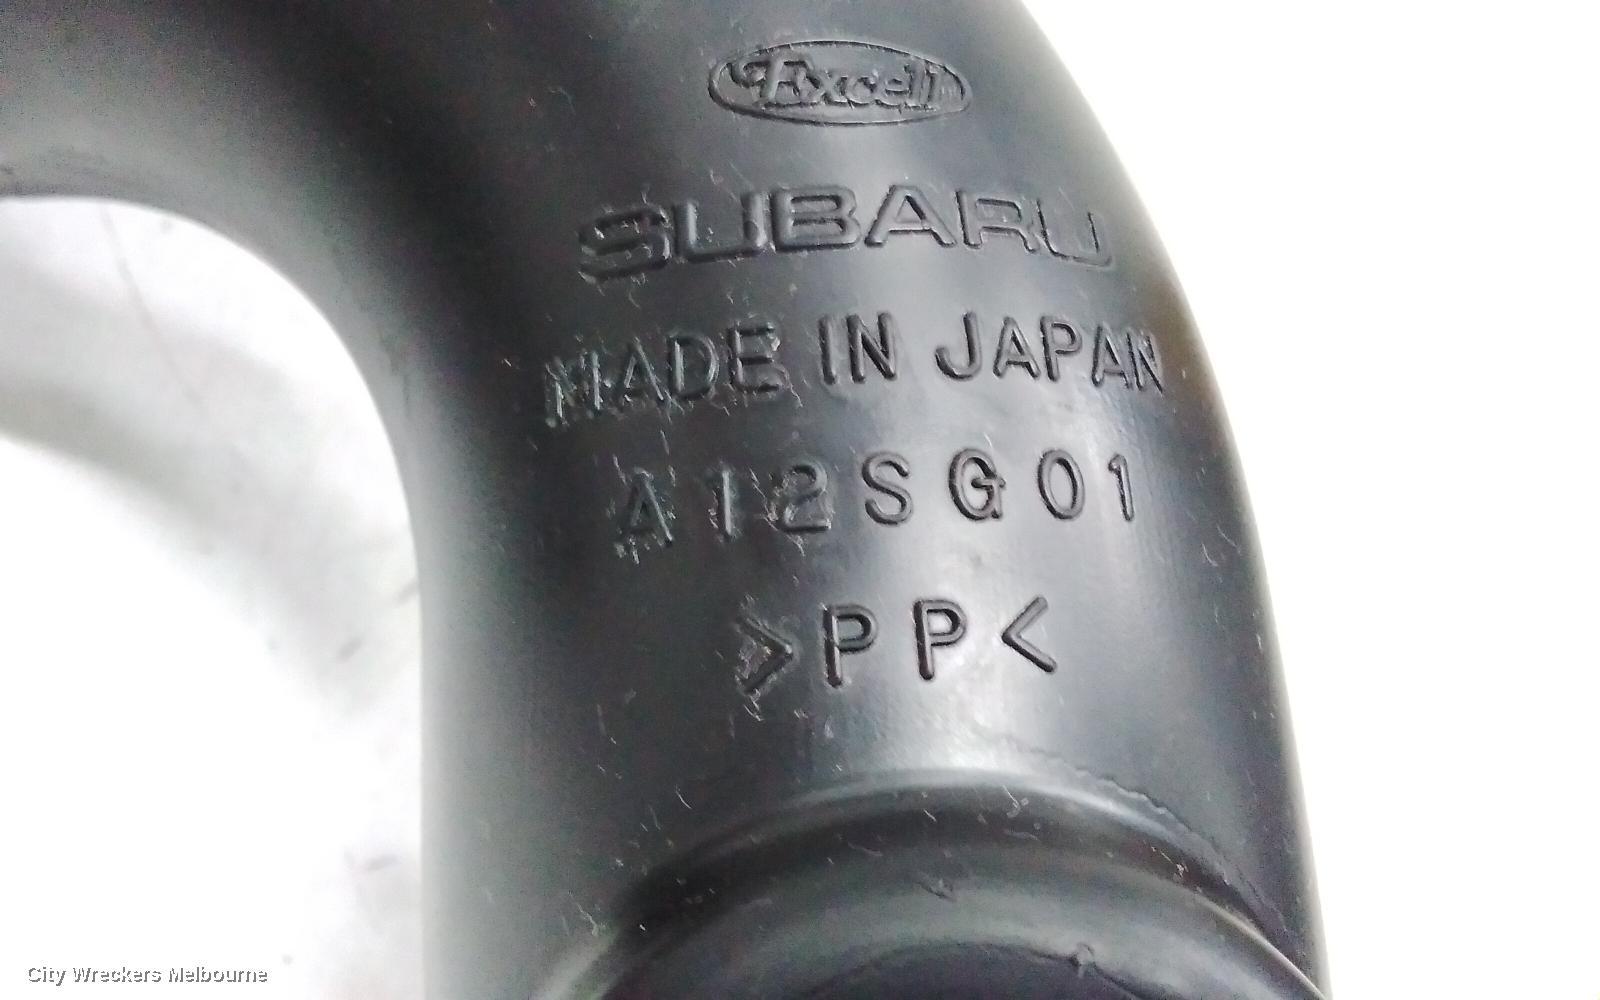 Excell
SUBARU
MADE IN JAPAN
A12SG01
>PP<
City Wreckers Melbourne